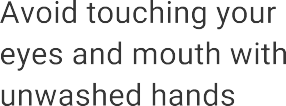 Avoid touching your
eyes and mouth with
unwashed hands